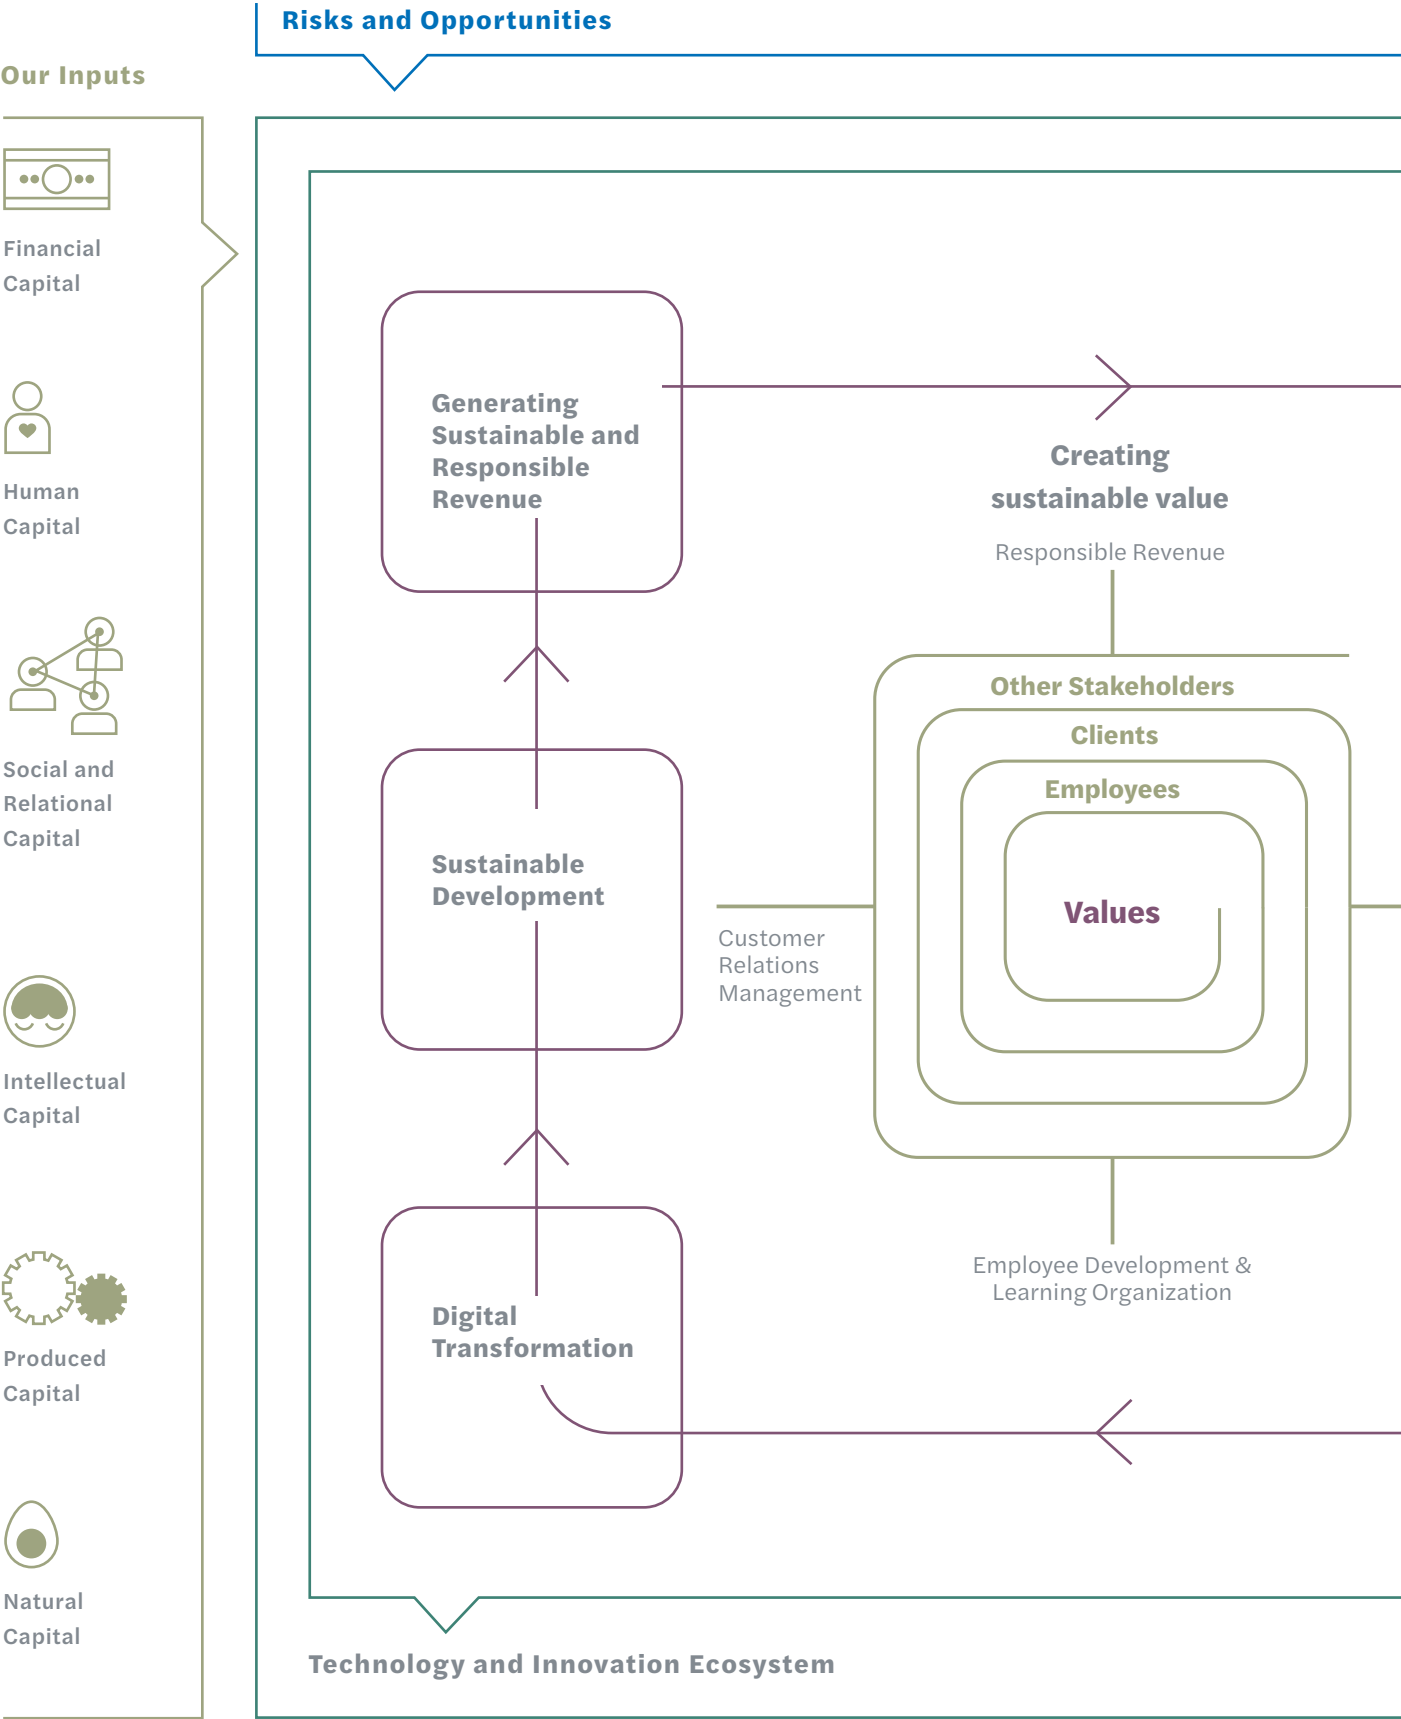 Risks and Opportunities
Our Inputs
Financial
Capital
Human
Capital
Social and
Relational
Capital
Intellectual
Capital
Produced
Capital
Natural
Capital
Generating
Sustainable and
Responsible
Revenue
Sustainable
Development
Digital
Transformation
Creating
sustainable value
Responsible Revenue
Other Stakeholders
Clients
Employees
Values
Customer
Relations
Management
Employee Development &
Learning Organization
Technology and Innovation Ecosystem